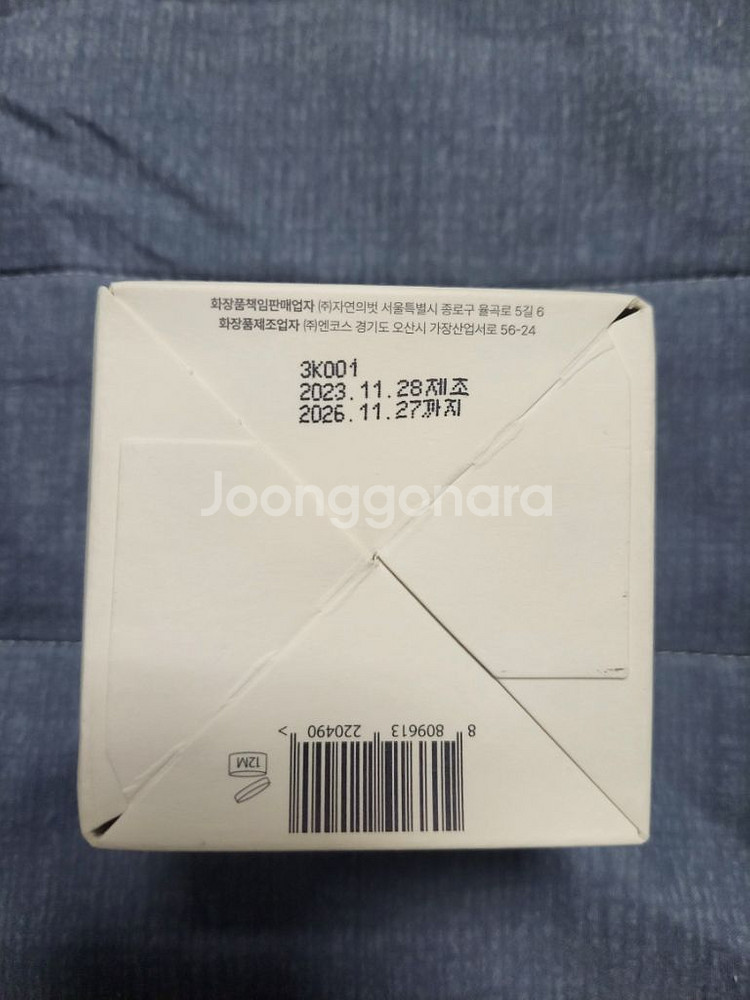 화장품책임판매업자 ㈜자연의벗 서울특별시 종로구 율곡로 5길 6
화장품제조업자 ㈜엔코스 경기도 오산시 가장산업서로 56-24
3K001
2023.11.28제조
2026.11.27까지
Joonggonara
8 809613 220490 >
12M